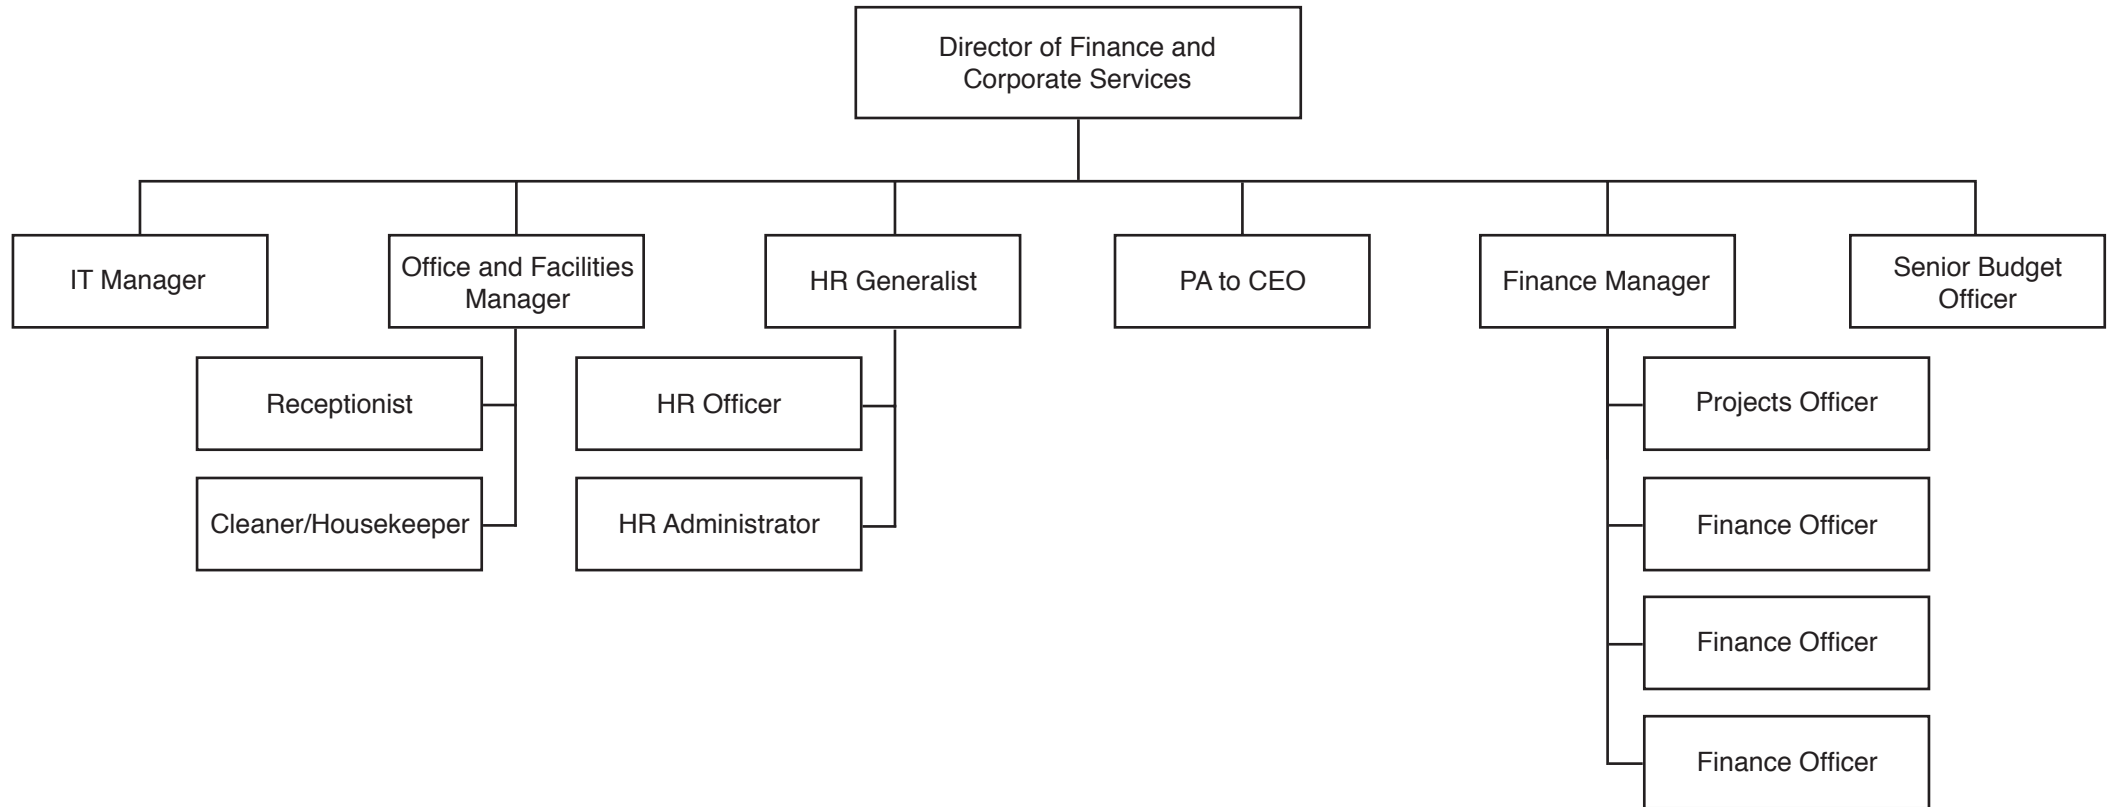 Director of Finance and
Corporate Services
IT Manager
Office and Facilities
Manager
HR Generalist
PA to CEO
Finance Manager
Senior Budget
Officer
Receptionist
HR Officer
Projects Officer
Cleaner/Housekeeper
HR Administrator
Finance Officer
Finance Officer
Finance Officer